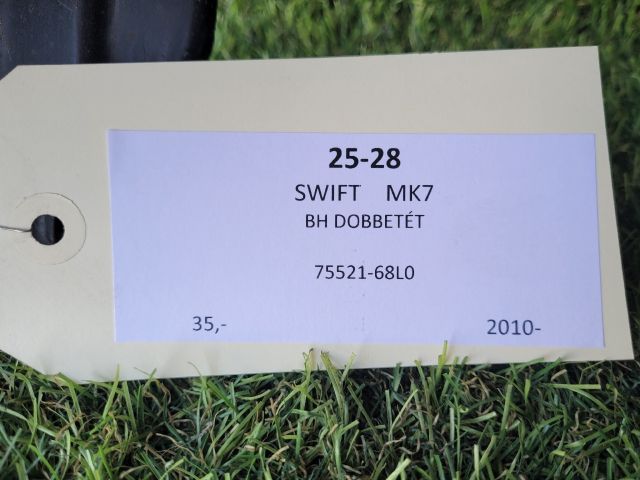 25-28
SWIFT MK7
BH DOBBETÉT
75521-68L0
35,- 2010-